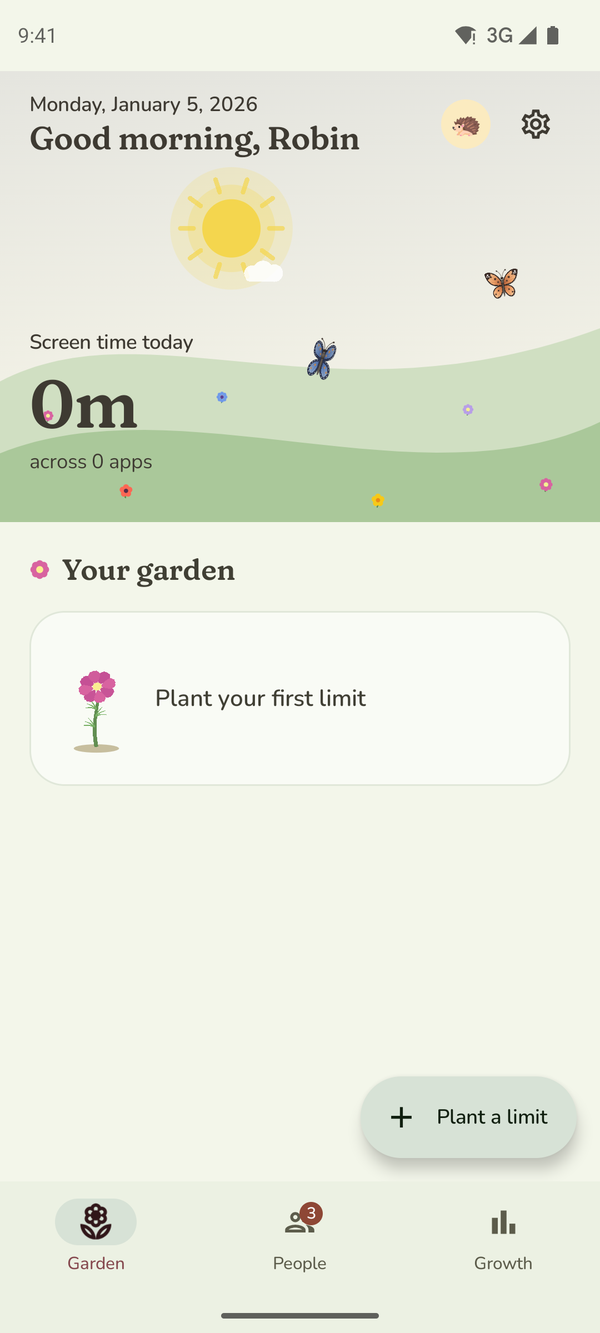 9:41
3G
Monday, January 5, 2026
Good morning, Robin
Screen time today
0m
across 0 apps
Your garden
Plant your first limit
Plant a limit
3
Garden
People
Growth